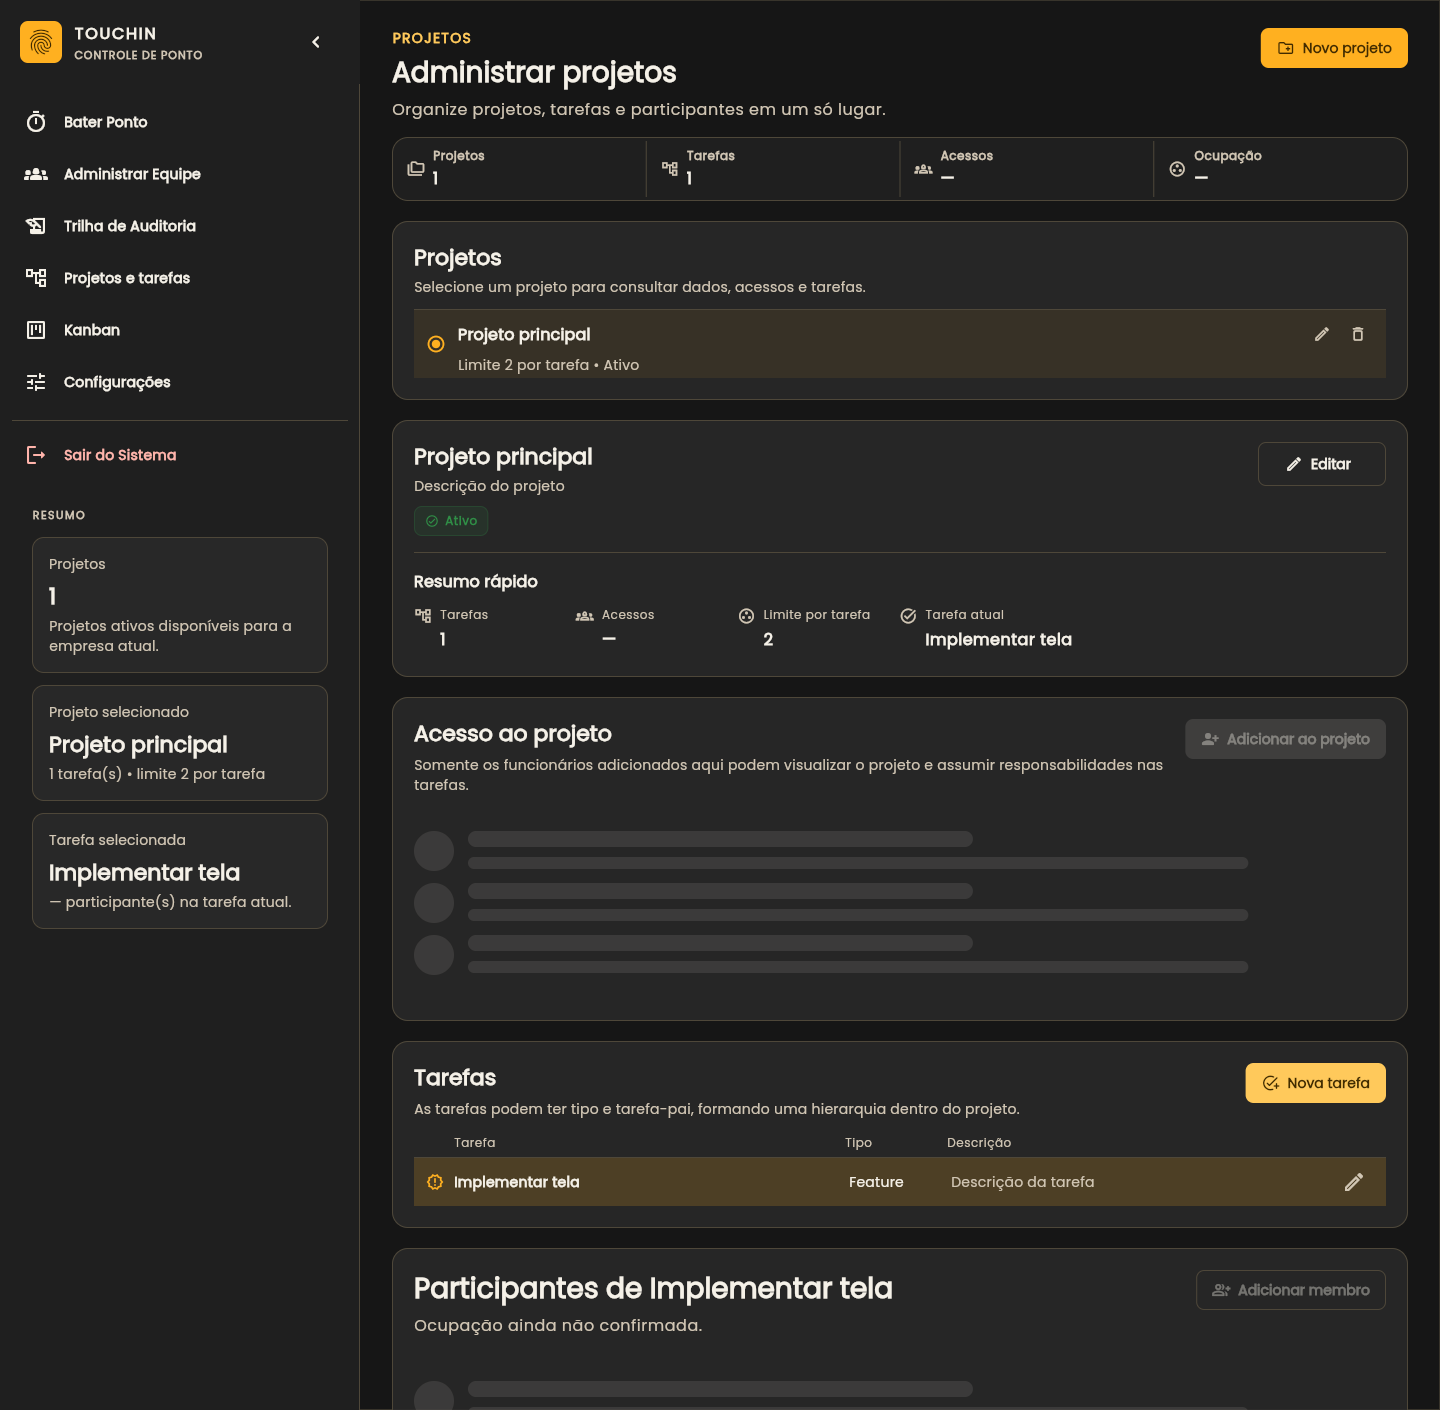 TOUCHIN
CONTROLE DE PONTO
Bater Ponto
Administrar Equipe
Trilha de Auditoria
Projetos e tarefas
Kanban
Configurações
Sair do Sistema
RESUMO
Projetos
1
Projetos ativos disponíveis para a
empresa atual.
Projeto selecionado
Projeto principal
1 tarefa(s) • limite 2 por tarefa
Tarefa selecionada
Implementar tela
— participante(s) na tarefa atual.
PROJETOS
Administrar projetos
Organize projetos, tarefas e participantes em um só lugar.
Novo projeto
Projetos
1
Tarefas
1
Acessos
—
Ocupação
—
Projetos
Selecione um projeto para consultar dados, acessos e tarefas.
Projeto principal
Limite 2 por tarefa • Ativo
Projeto principal
Descrição do projeto
Editar
Ativo
Resumo rápido
Tarefas
1
Acessos
—
Limite por tarefa
2
Tarefa atual
Implementar tela
Acesso ao projeto
Somente os funcionários adicionados aqui podem visualizar o projeto e assumir responsabilidades nas
tarefas.
Adicionar ao projeto
Tarefas
As tarefas podem ter tipo e tarefa-pai, formando uma hierarquia dentro do projeto.
Nova tarefa
Tarefa Tipo Descrição
Implementar tela Feature Descrição da tarefa
Participantes de Implementar tela
Ocupação ainda não confirmada.
Adicionar membro